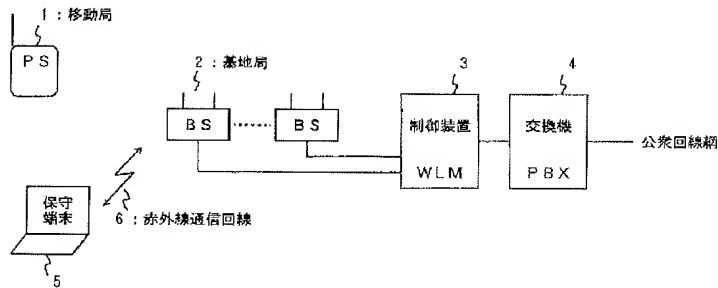 1：移動局
PS
2：基地局
BS
BS
3
制御装置
WLM
4
交換機
PBX
公衆回線網
保守
端末
6：赤外線通信回線
5